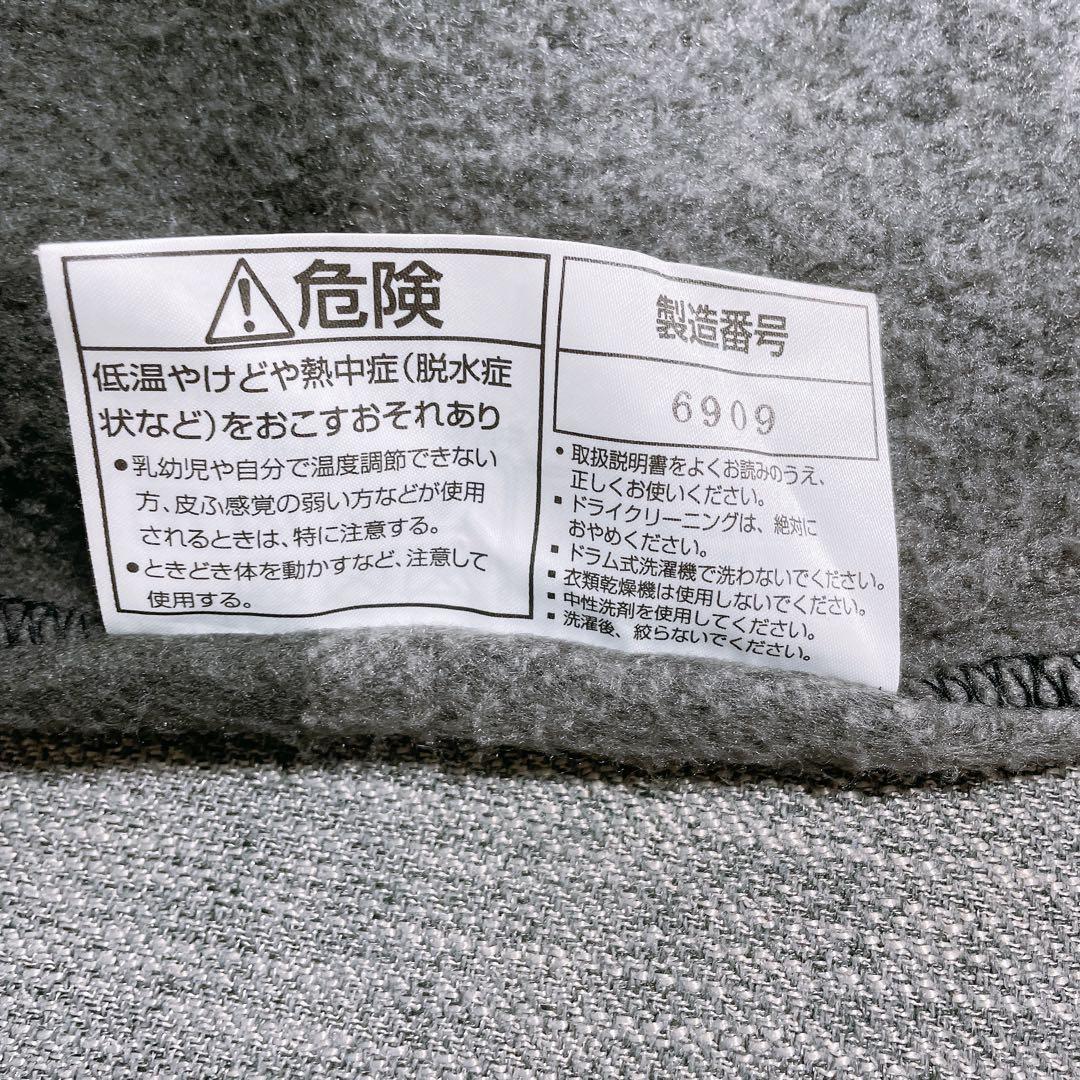 危険
低温やけどや熱中症(脱水症
状など)をおこすおそれあり
●乳幼児や自分で温度調節できない
方、皮ふ感覚の弱い方などが使用
されるときは、特に注意する。
●ときどき体を動かすなど、注意して
使用する。
製造番号
6909
▪取扱説明書をよくお読みのうえ、
正しくお使いください。
▪ドライクリーニングは、絶対に
おやめください。
▪ドラム式洗濯機で洗わないでください。
▪衣類乾燥機は使用しないでください。
▪中性洗剤を使用してください。
▪洗濯後、絞らないでください。